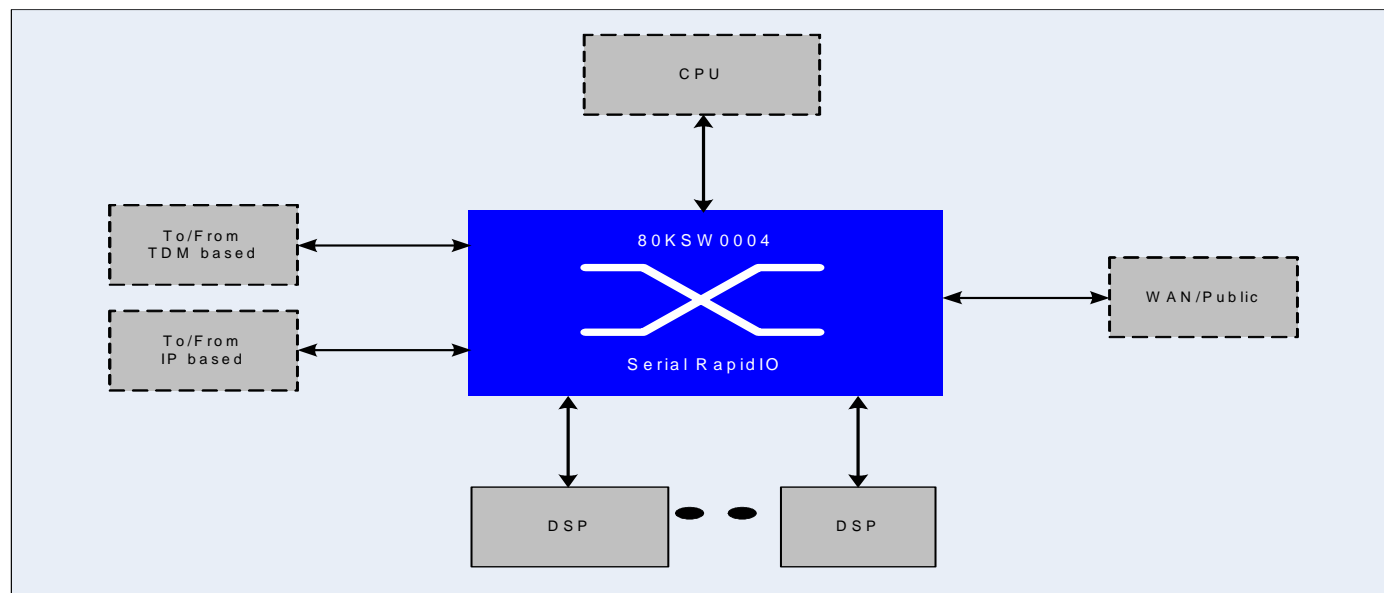 CPU
To/From
TDM based
80KSW0004
WAN/Public
To/From
IP based
Serial RapidIO
DSP
DSP